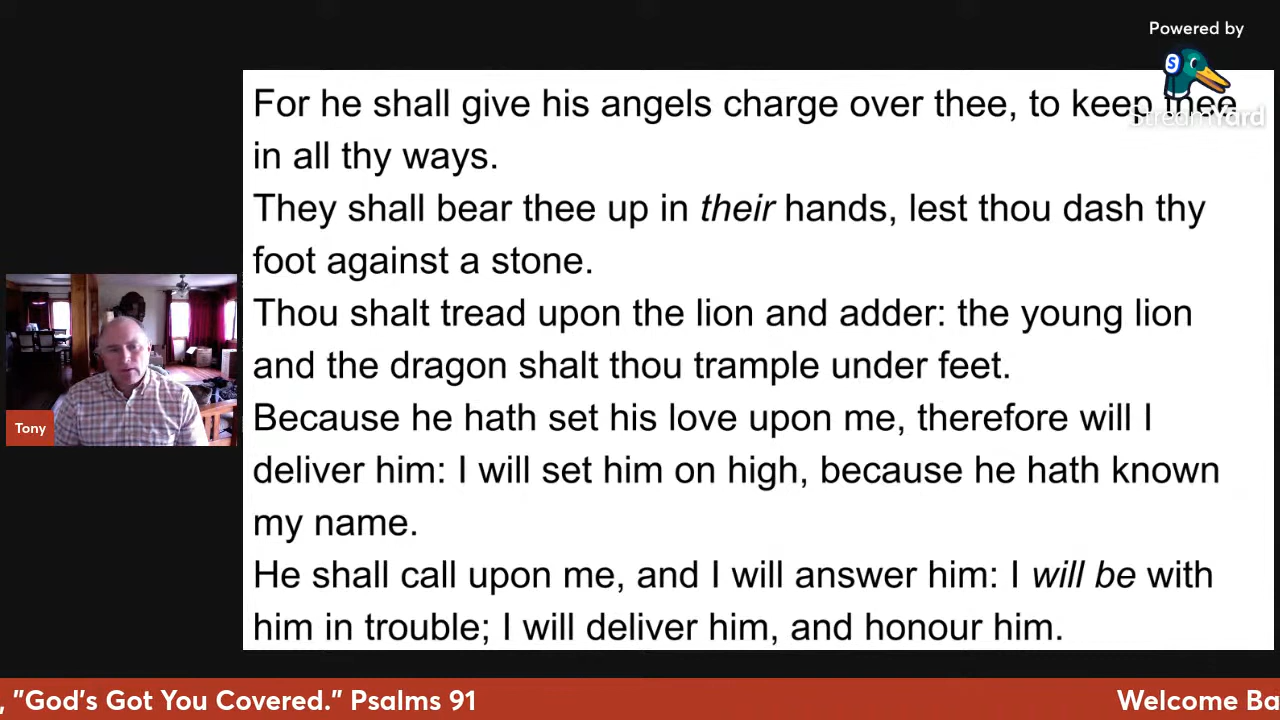 Powered by
S
StreamYard
For he shall give his angels charge over thee, to keep thee
in all thy ways.
They shall bear thee up in their hands, lest thou dash thy
foot against a stone.
Thou shalt tread upon the lion and adder: the young lion
and the dragon shalt thou trample under feet.
Because he hath set his love upon me, therefore will I
deliver him: I will set him on high, because he hath known
my name.
He shall call upon me, and I will answer him: I will be with
him in trouble; I will deliver him, and honour him.
Tony
, "God's Got You Covered." Psalms 91
Welcome Ba